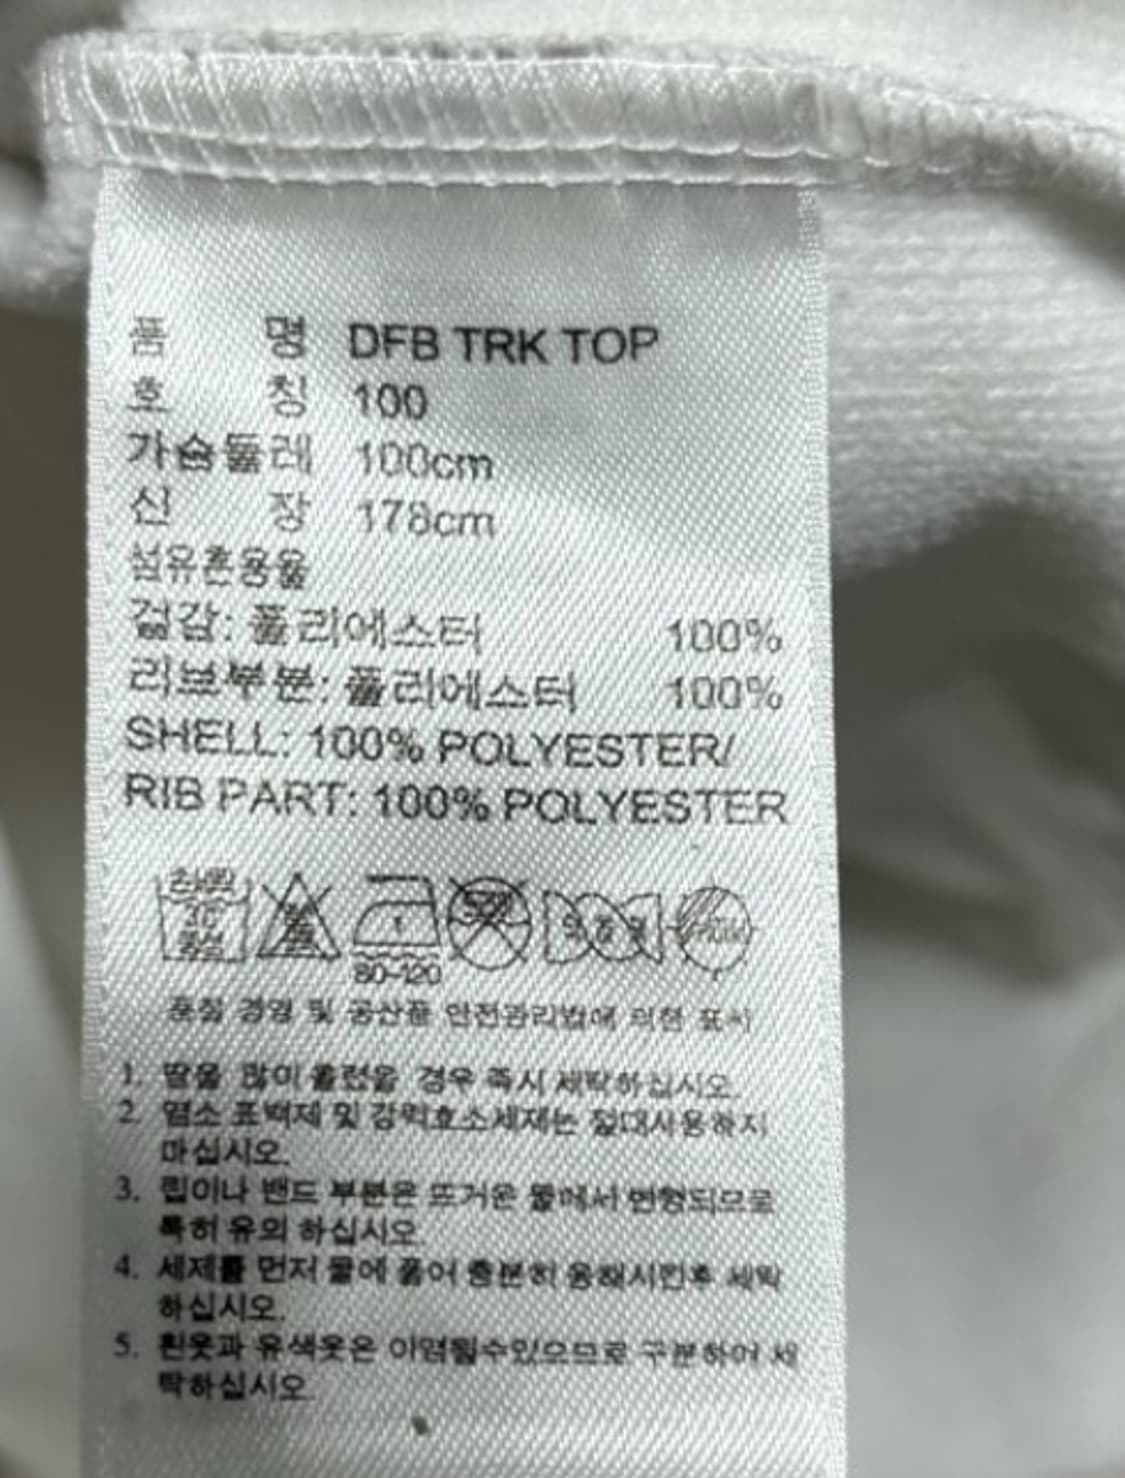 품 명 DFB TRK TOP
호 칭 100
가슴둘레 100cm
신 장 178cm
섬유혼용율
겉감: 폴리에스터 100%
리브부분: 폴리에스터 100%
SHELL: 100% POLYESTER/
RIB PART: 100% POLYESTER
30
80-120
품질 경영 및 공산품 안전관리법에 의한 표시
1. 땀을 많이 흘렸을 경우 즉시 세탁하십시오.
2. 염소 표백제 및 강력효소세제는 절대사용하지
마십시오.
3. 립이나 밴드 부분은 뜨거운 물에서 변형되므로
특히 유의 하십시오.
4. 세제를 먼저 물에 풀어 충분히 용해시킨후 세탁
하십시오.
5. 흰옷과 유색옷은 이염될수있으므로 구분하여 세
탁하십시오.